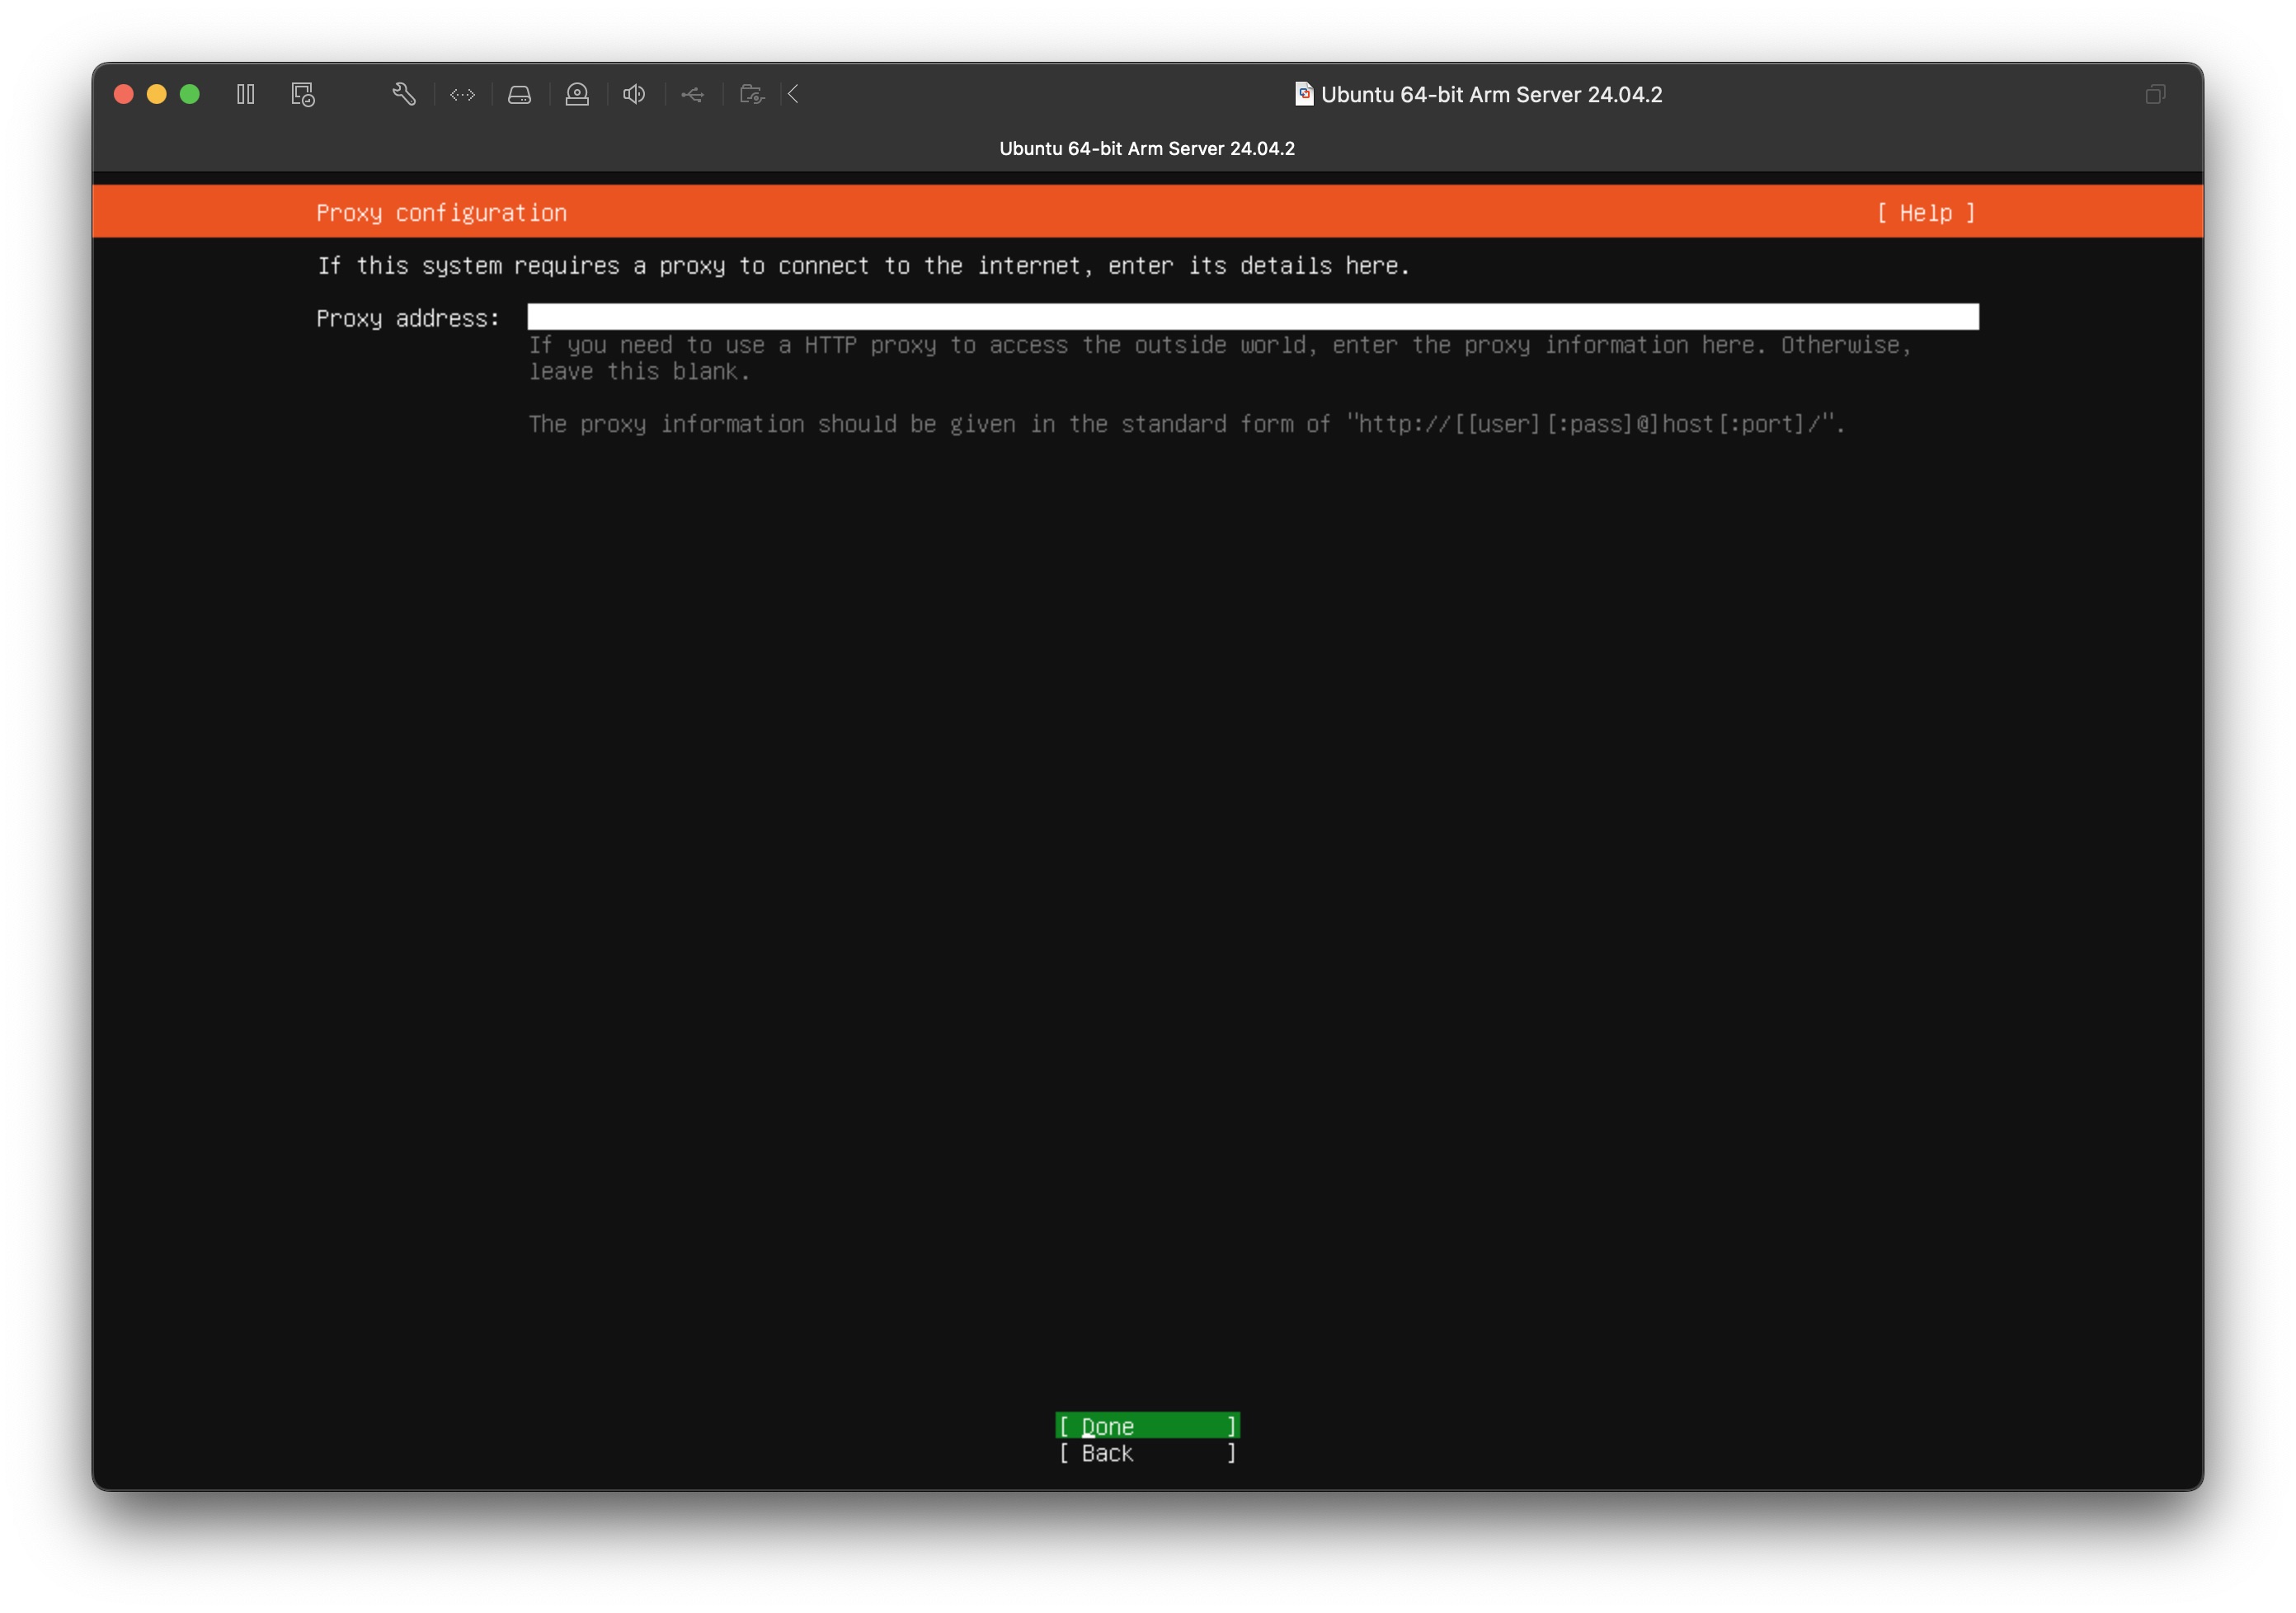 Ubuntu 64-bit Arm Server 24.04.2
Ubuntu 64-bit Arm Server 24.04.2
Proxy configuration [ Help ]
If this system requires a proxy to connect to the internet, enter its details here.
Proxy address:
If you need to use a HTTP proxy to access the outside world, enter the proxy information here. Otherwise,
leave this blank.
The proxy information should be given in the standard form of "http://[[user][:pass]@]host[:port]/".
[ Done ]
[ Back ]